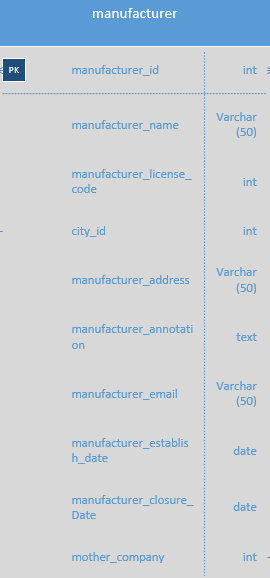 manufacturer
PK manufacturer_id int
manufacturer_name Varchar
(50)
manufacturer_license_
code int
city_id int
manufacturer_address Varchar
(50)
manufacturer_annotati
on text
manufacturer_email Varchar
(50)
manufacturer_establis
h_date date
manufacturer_closure_
Date date
mother_company int